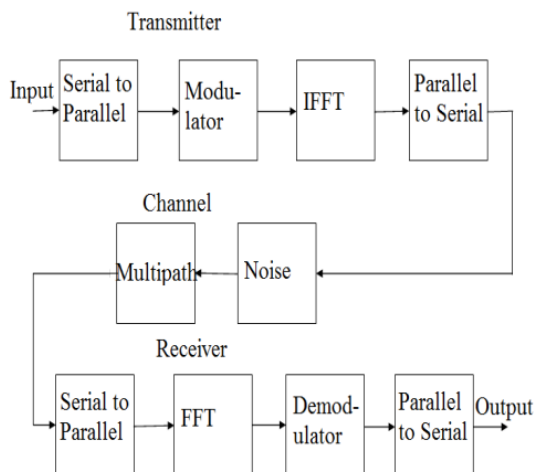 Transmitter
Input
Serial to
Parallel
Modu-
lator
IFFT
Parallel
to Serial
Channel
Multipath
Noise
Receiver
Serial to
Parallel
FFT
Demod-
ulator
Parallel
to Serial
Output